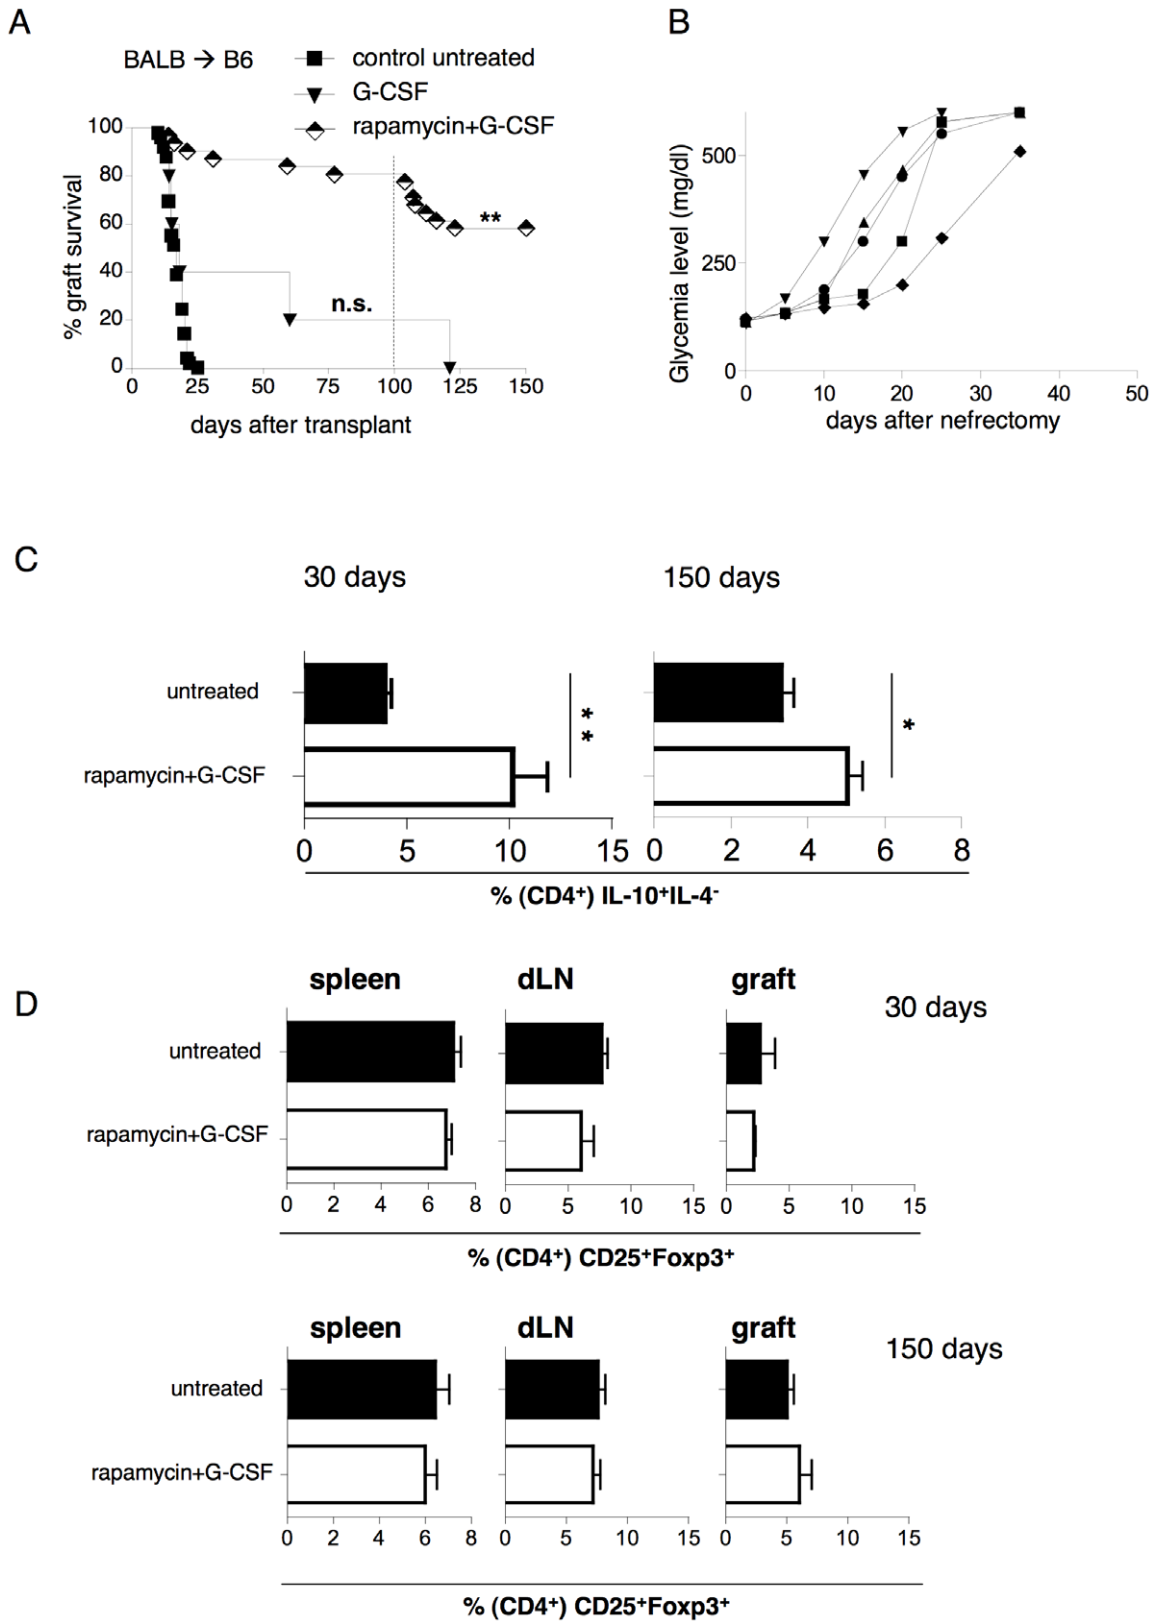 A
BALB → B6
control untreated
G-CSF
rapamycin+G-CSF
% graft survival
100
80
60
40
20
0
**
n.s.
0 25 50 75 100 125 150
days after transplant
B
Glycemia level (mg/dl)
500
250
0
0 10 20 30 40 50
days after nefrectomy
C
30 days
150 days
untreated
rapamycin+G-CSF
**
*
0 5 10 15
0 2 4 6 8
% (CD4⁺) IL-10⁺IL-4⁻
D
spleen dLN graft
30 days
untreated
rapamycin+G-CSF
0 2 4 6 8
0 5 10 15
0 5 10 15
% (CD4⁺) CD25⁺Foxp3⁺
spleen dLN graft
150 days
untreated
rapamycin+G-CSF
0 2 4 6 8
0 5 10 15
0 5 10 15
% (CD4⁺) CD25⁺Foxp3⁺